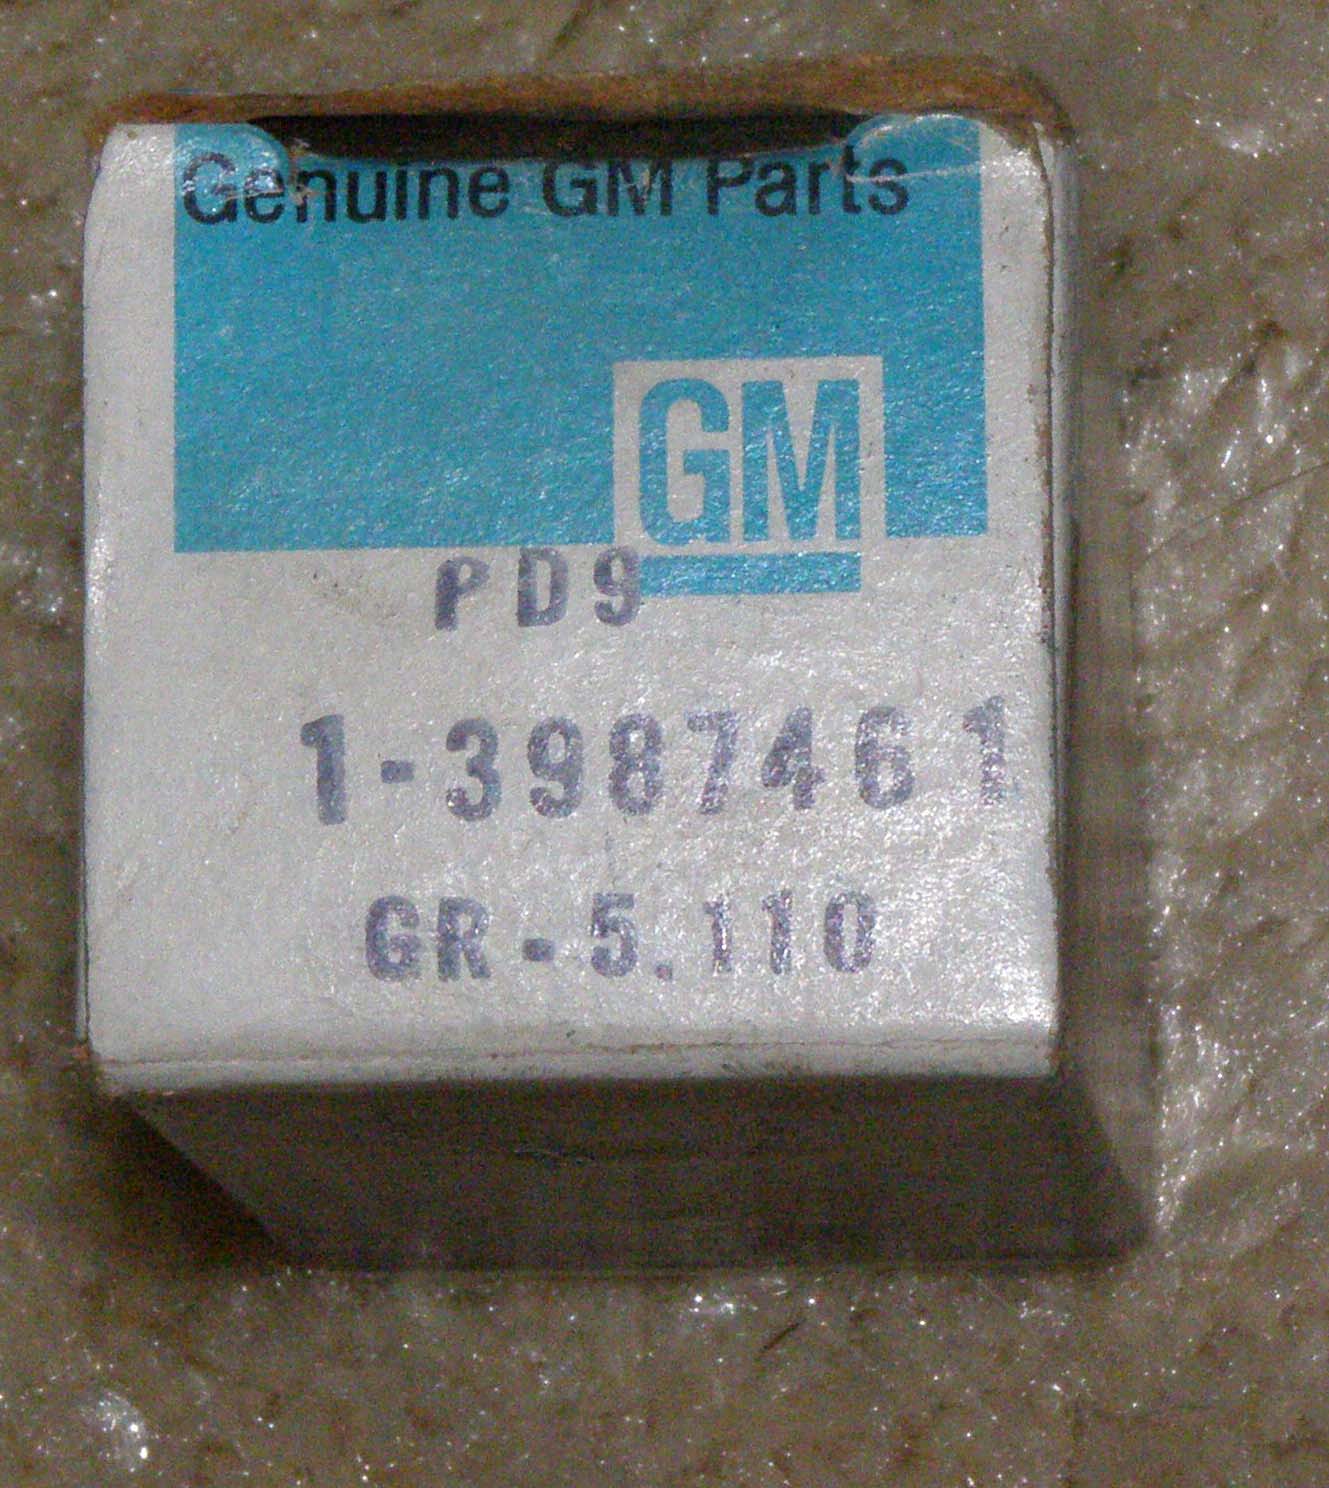 Genuine GM Parts
GM
PD9
1-3987461
GR-5.110